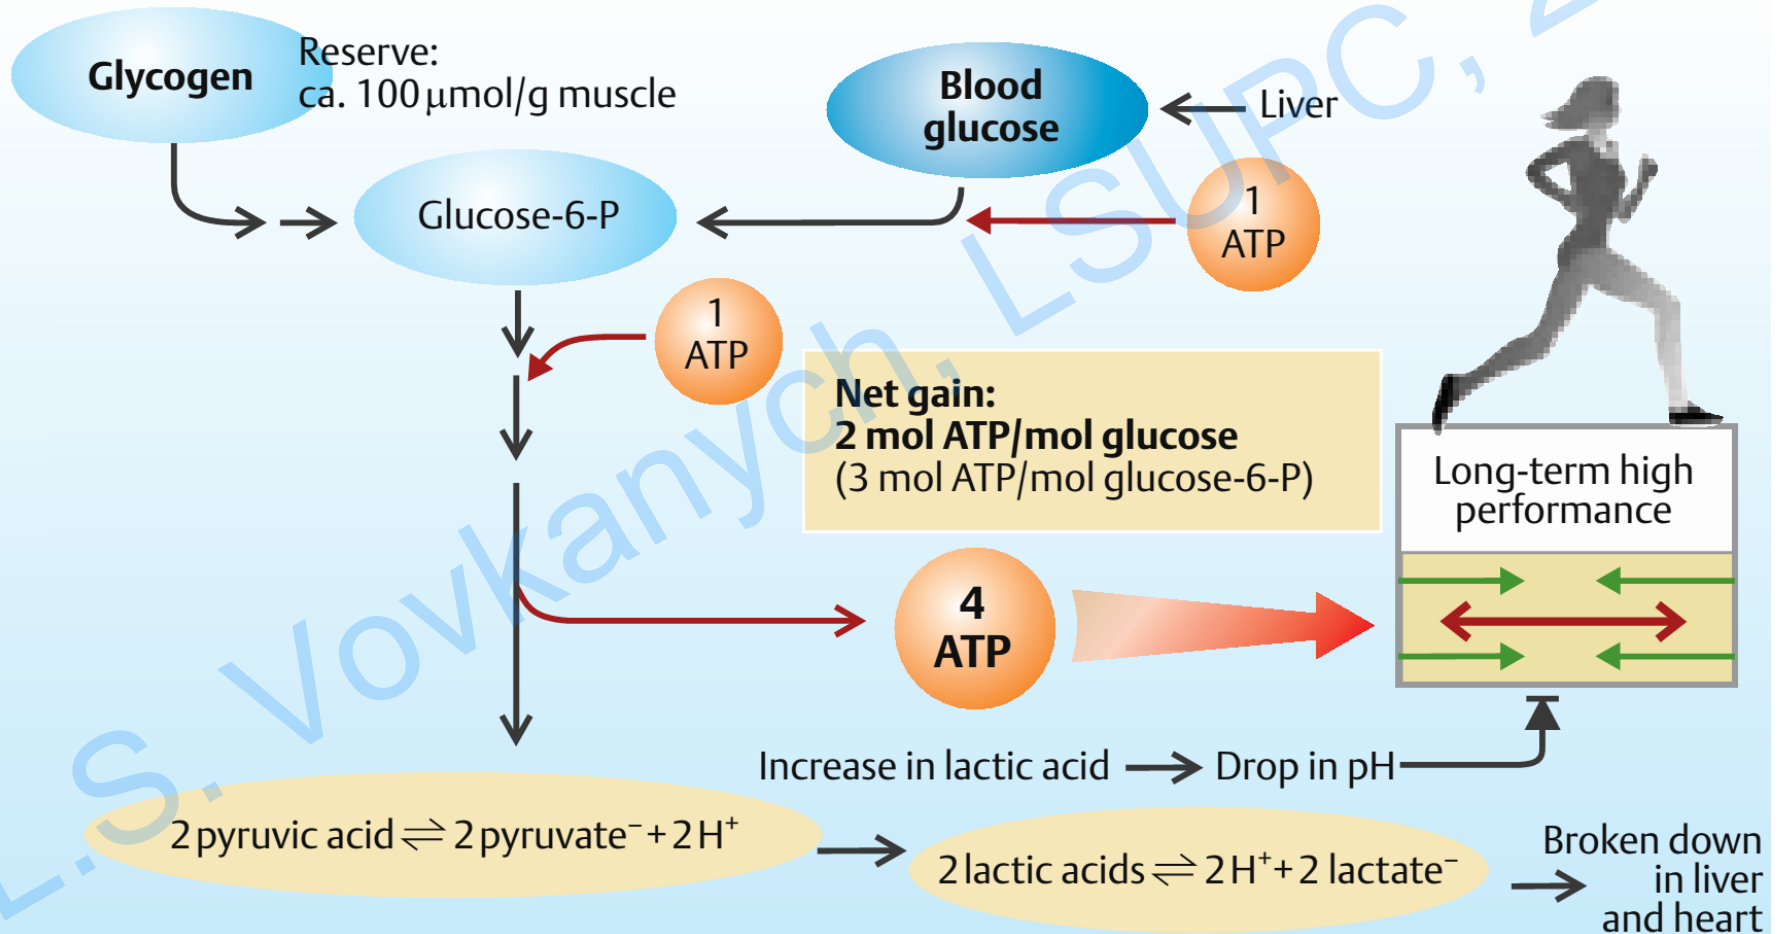 Glycogen
Reserve:
ca. 100 μmol/g muscle
Blood
glucose
Liver
Glucose-6-P
1
ATP
1
ATP
Net gain:
2 mol ATP/mol glucose
(3 mol ATP/mol glucose-6-P)
Long-term high
performance
4
ATP
Increase in lactic acid → Drop in pH
2 pyruvic acid ⇌ 2 pyruvate⁻ + 2 H⁺
2 lactic acids ⇌ 2 H⁺ + 2 lactate⁻
Broken down
in liver
and heart
L.S. Vovkanych, LSUPC, 2